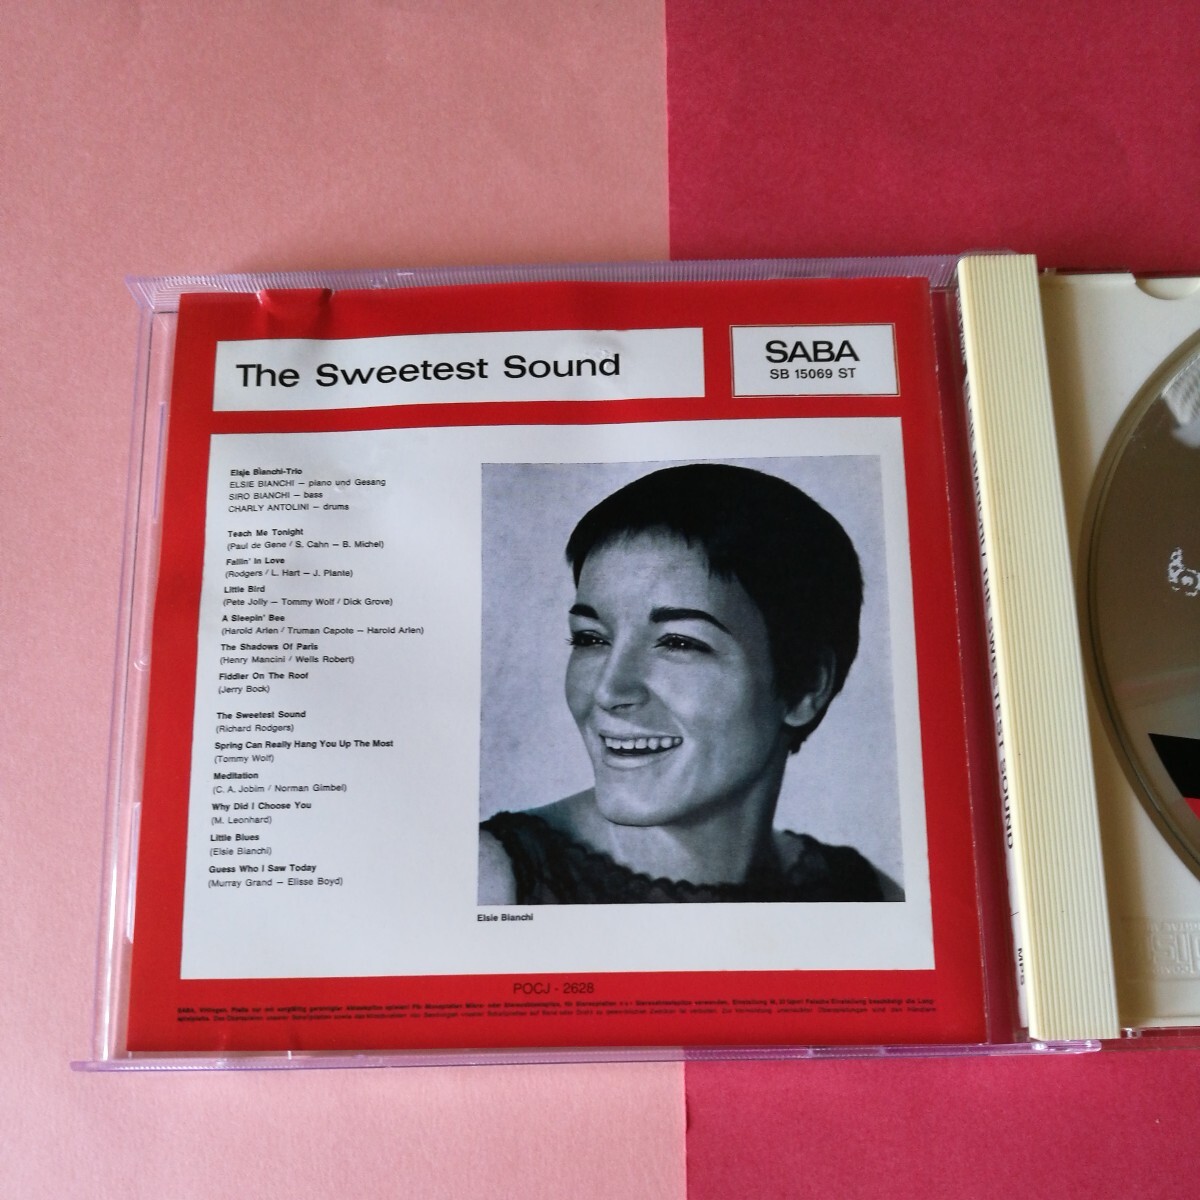 The Sweetest Sound
SABA
SB 15069 ST
Elsie Bianchi-Trio
ELSIE BIANCHI — piano und Gesang
SIRO BIANCHI — bass
CHARLY ANTOLINI — drums
Teach Me Tonight
(Paul de Gene / S. Cahn — B. Michel)
Fallin' In Love
(Rodgers / L. Hart — J. Plante)
Little Bird
(Pete Jolly — Tommy Wolf / Dick Grove)
A Sleepin' Bee
(Harold Arlen / Truman Capote — Harold Arlen)
The Shadows Of Paris
(Henry Mancini / Wells Robert)
Fiddler On The Roof
(Jerry Bock)
The Sweetest Sound
(Richard Rodgers)
Spring Can Really Hang You Up The Most
(Tommy Wolf)
Meditation
(C. A. Jobim / Norman Gimbel)
Why Did I Choose You
(M. Leonhard)
Little Blues
(Elsie Bianchi)
Guess Who I Saw Today
(Murray Grand — Elisse Boyd)
Elsie Bianchi
POCJ - 2628
SWEETEST SOUND
MPS